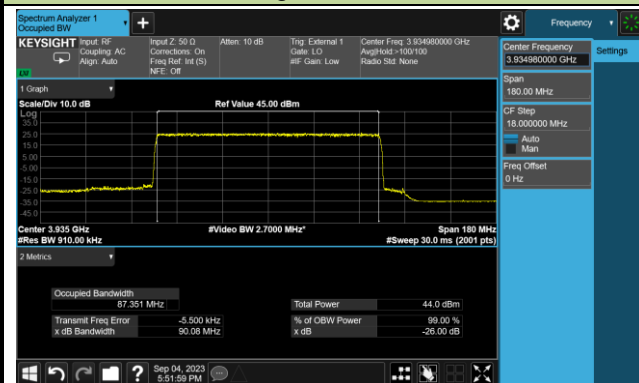 Spectrum Analyzer 1
Occupied BW
Frequency
KEYSIGHT
Input: RF
Coupling: AC
Align: Auto
Input Z: 50 Ω
Corrections: On
Freq Ref: Int (S)
NFE: Off
Atten: 10 dB
Trig: External 1
Gate: LO
#IF Gain: Low
Center Freq: 3.934980000 GHz
Avg|Hold:>100/100
Radio Std: None
LW
Center Frequency
3.934980000 GHz
Settings
Span
180.00 MHz
CF Step
18.000000 MHz
Auto
Man
Freq Offset
0 Hz
1 Graph
Scale/Div 10.0 dB
Ref Value 45.00 dBm
Log
35.0
25.0
15.0
5.00
-5.00
-15.0
-25.0
-35.0
-45.0
Center 3.935 GHz
#Video BW 2.7000 MHz*
Span 180 MHz
#Res BW 910.00 kHz
#Sweep 30.0 ms (2001 pts)
2 Metrics
Occupied Bandwidth
87.351 MHz
Total Power
44.0 dBm
Transmit Freq Error
-5.500 kHz
% of OBW Power
99.00 %
x dB Bandwidth
90.08 MHz
x dB
-26.00 dB
Sep 04, 2023
5:51:59 PM